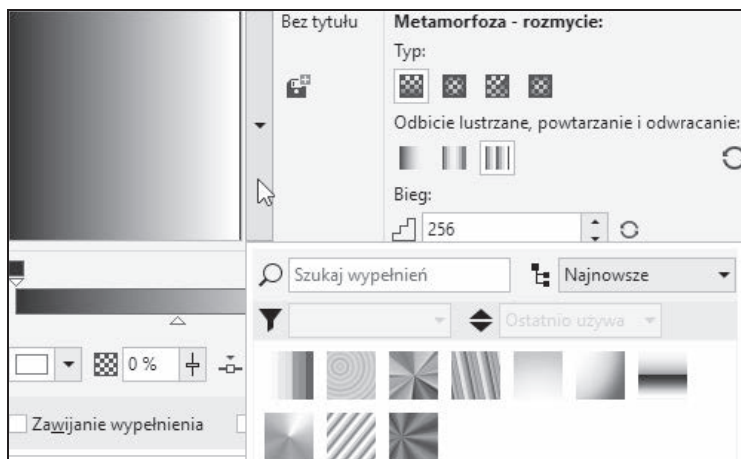 Bez tytułu
Metamorfoza - rozmycie:
Typ:
Odbicie lustrzane, powtarzanie i odwracanie:
Bieg:
256
Szukaj wypełnień
Najnowsze
Ostatnio używa
0 %
Zawijanie wypełnienia